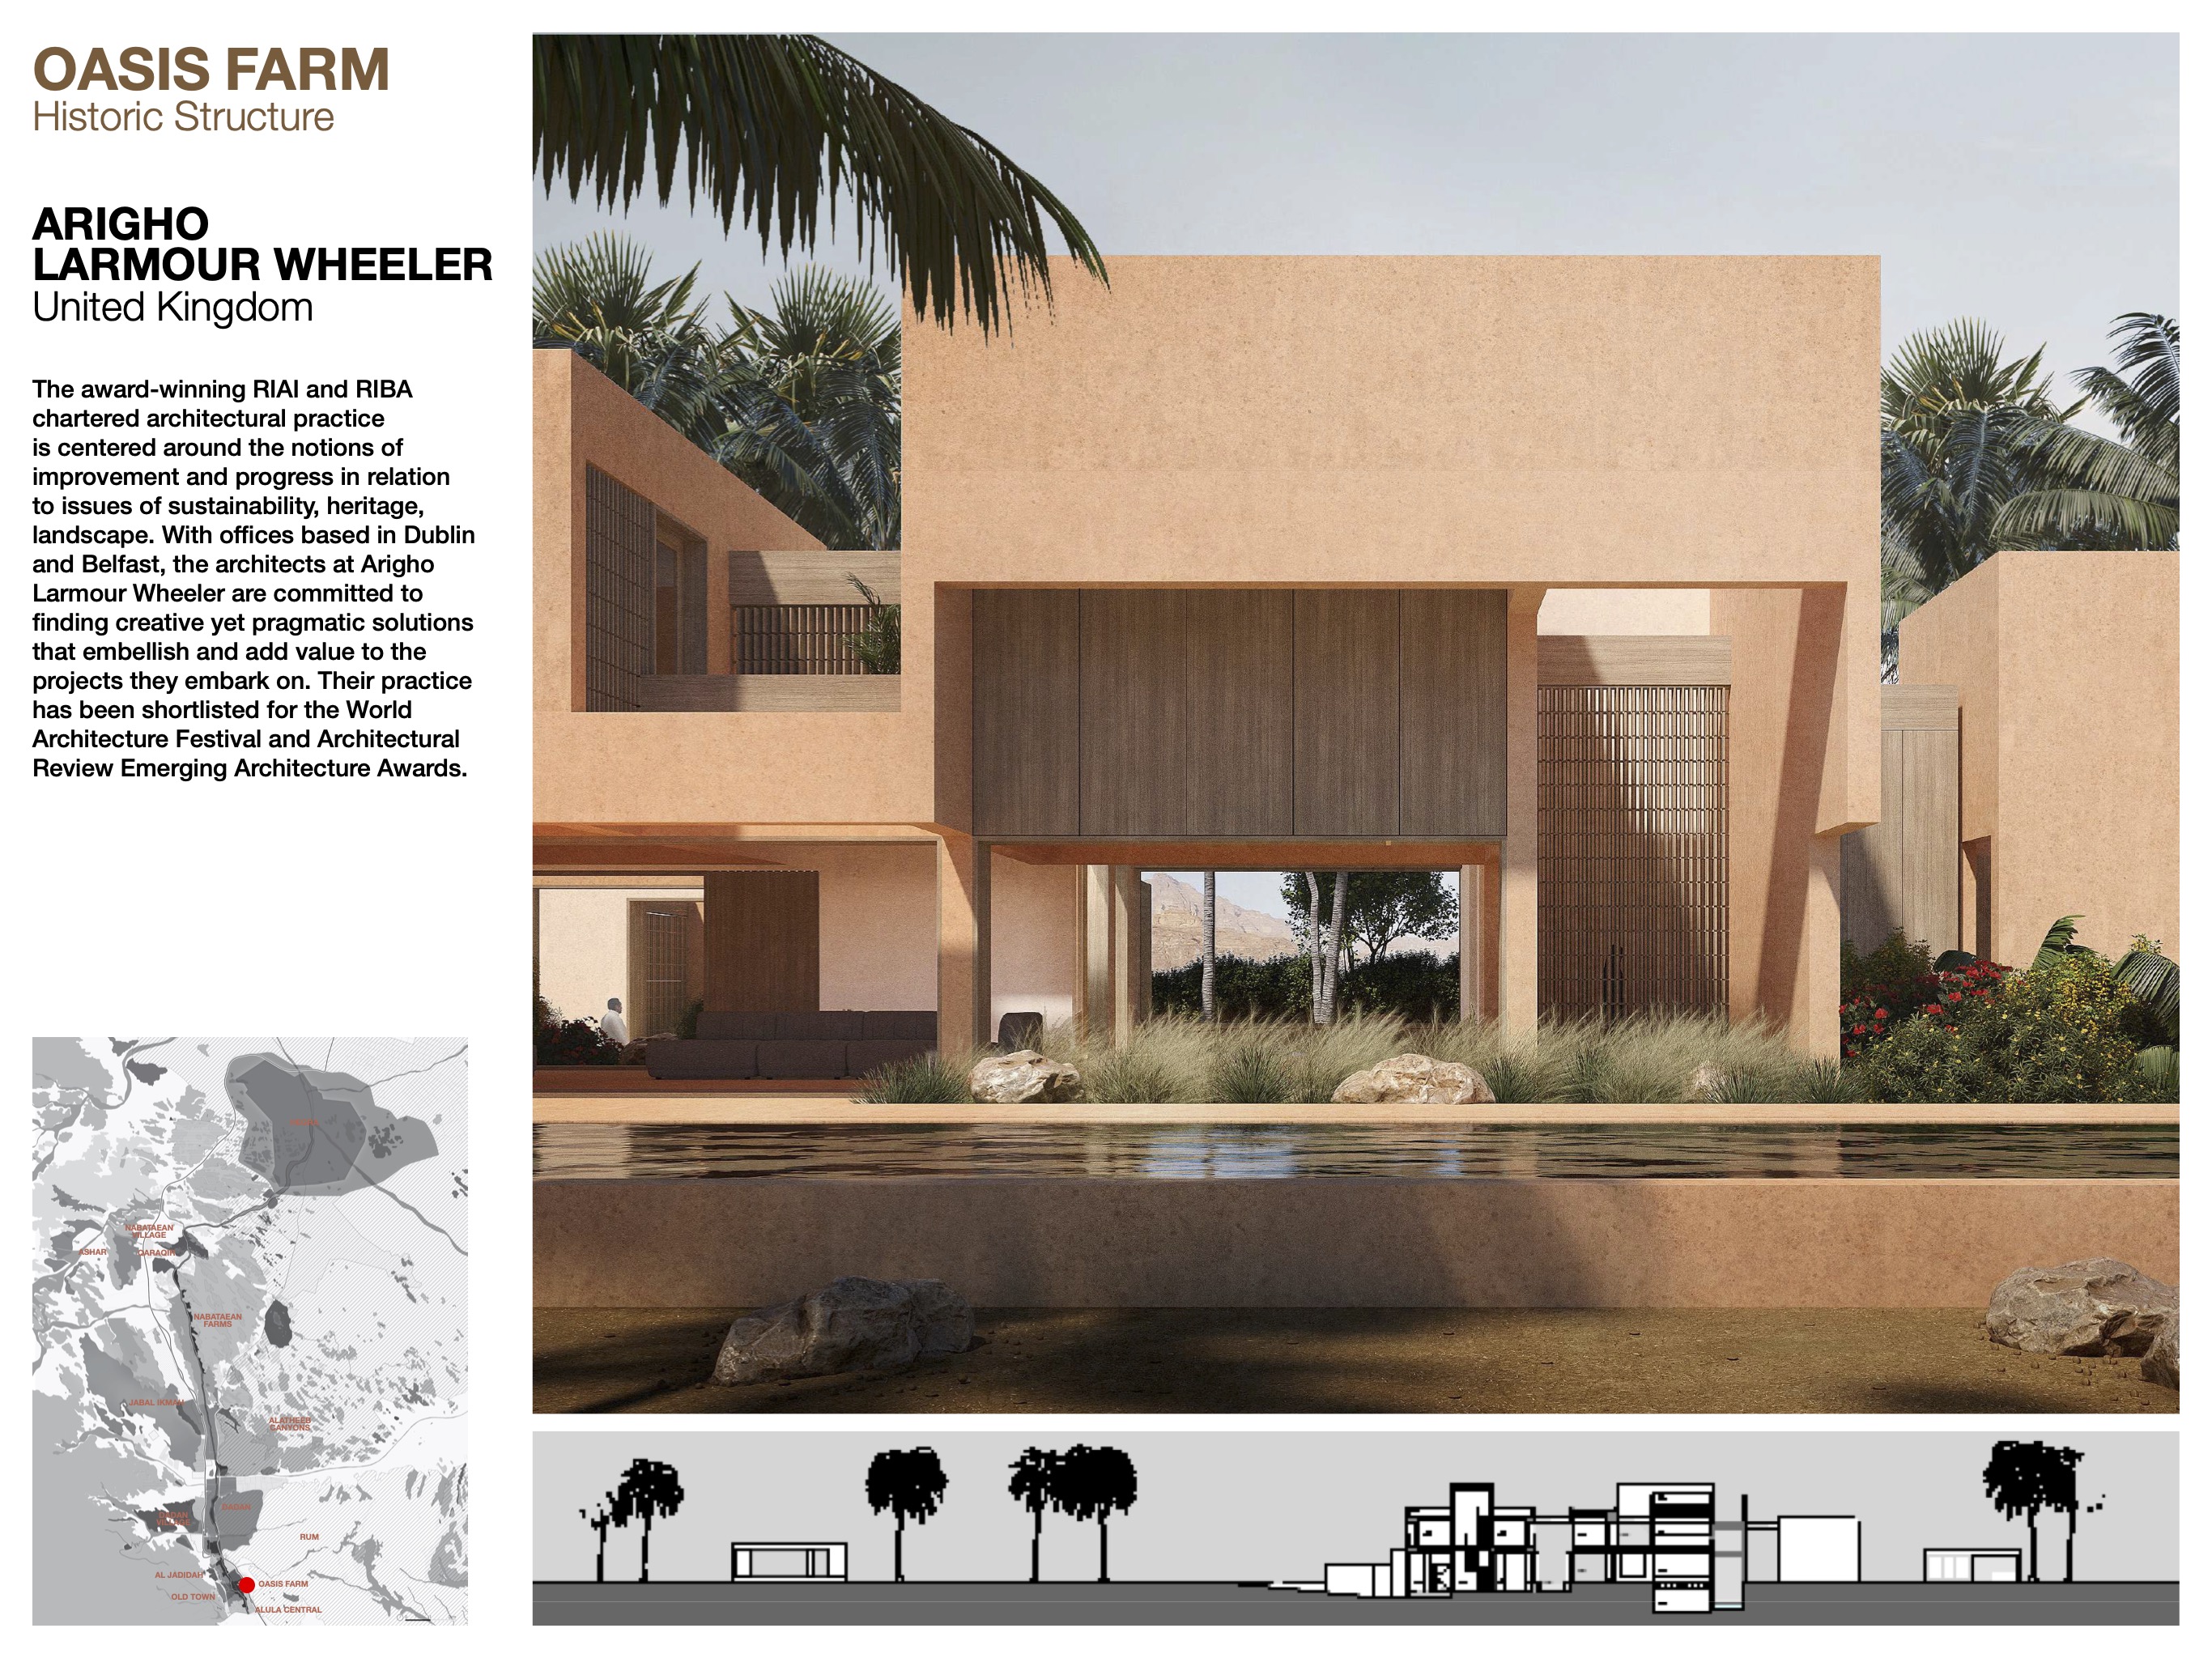 OASIS FARM
Historic Structure
ARIGHO
LARMOUR WHEELER
United Kingdom
The award-winning RIAI and RIBA
chartered architectural practice
is centered around the notions of
improvement and progress in relation
to issues of sustainability, heritage,
landscape. With offices based in Dublin
and Belfast, the architects at Arigho
Larmour Wheeler are committed to
finding creative yet pragmatic solutions
that embellish and add value to the
projects they embark on. Their practice
has been shortlisted for the World
Architecture Festival and Architectural
Review Emerging Architecture Awards.
NABATAEAN
VILLAGE
ASHAR
QARAQIR
NABATAEAN
FARMS
JABAL IKMAH
ALATHEEB
CANYONS
DADAN
DADAN
VILLAGE
RUM
AL JADIDAH
OASIS FARM
OLD TOWN
ALULA CENTRAL